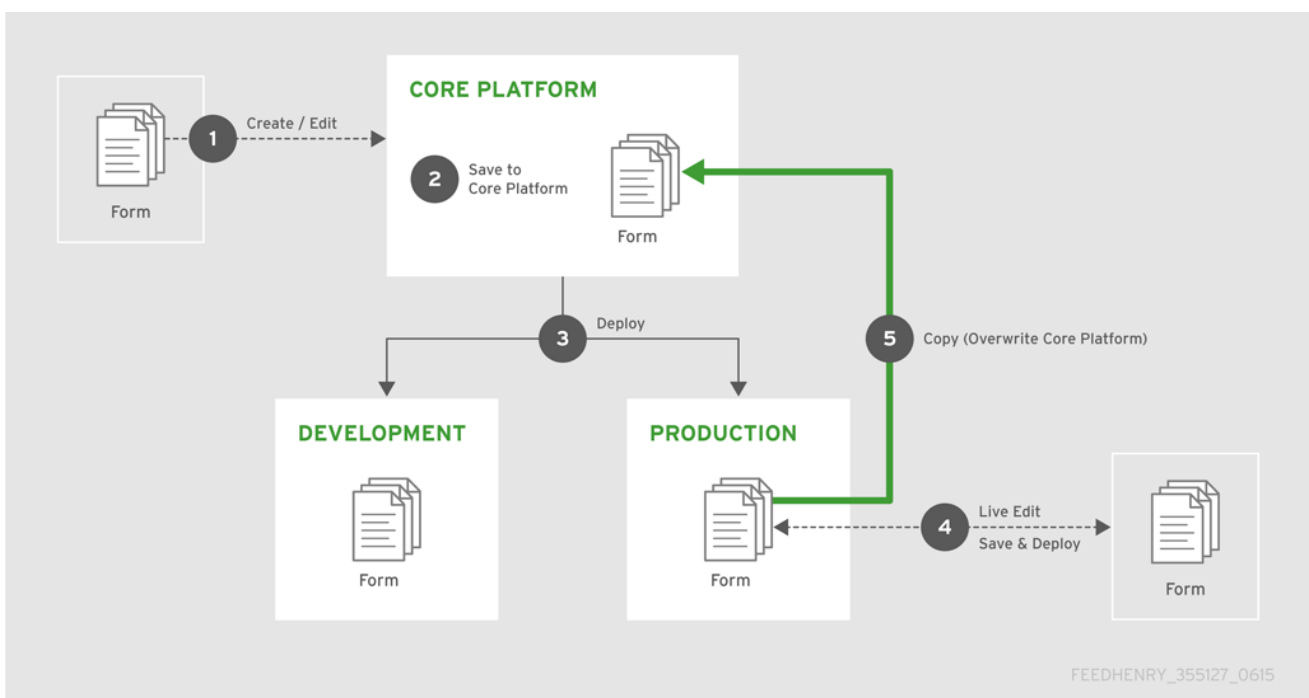 CORE PLATFORM
1
Create / Edit
2
Save to
Core Platform
Form
Form
3
Deploy
5
Copy (Overwrite Core Platform)
DEVELOPMENT
PRODUCTION
Form
Form
4
Live Edit
Save & Deploy
Form
FEEDHENRY_355127_0615